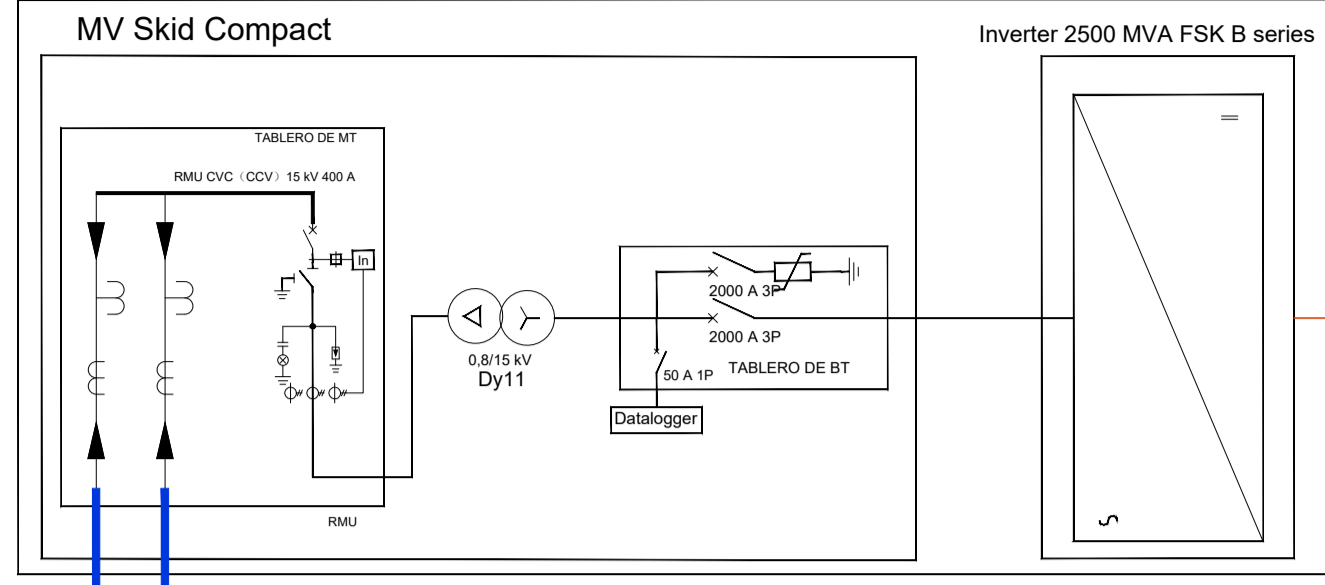 MV Skid Compact
Inverter 2500 MVA FSK B series
TABLERO DE MT
RMU CVC（CCV）15 kV 400 A
In
2000 A 3P
2000 A 3P
0,8/15 kV
Dy11
50 A 1P
TABLERO DE BT
Datalogger
RMU